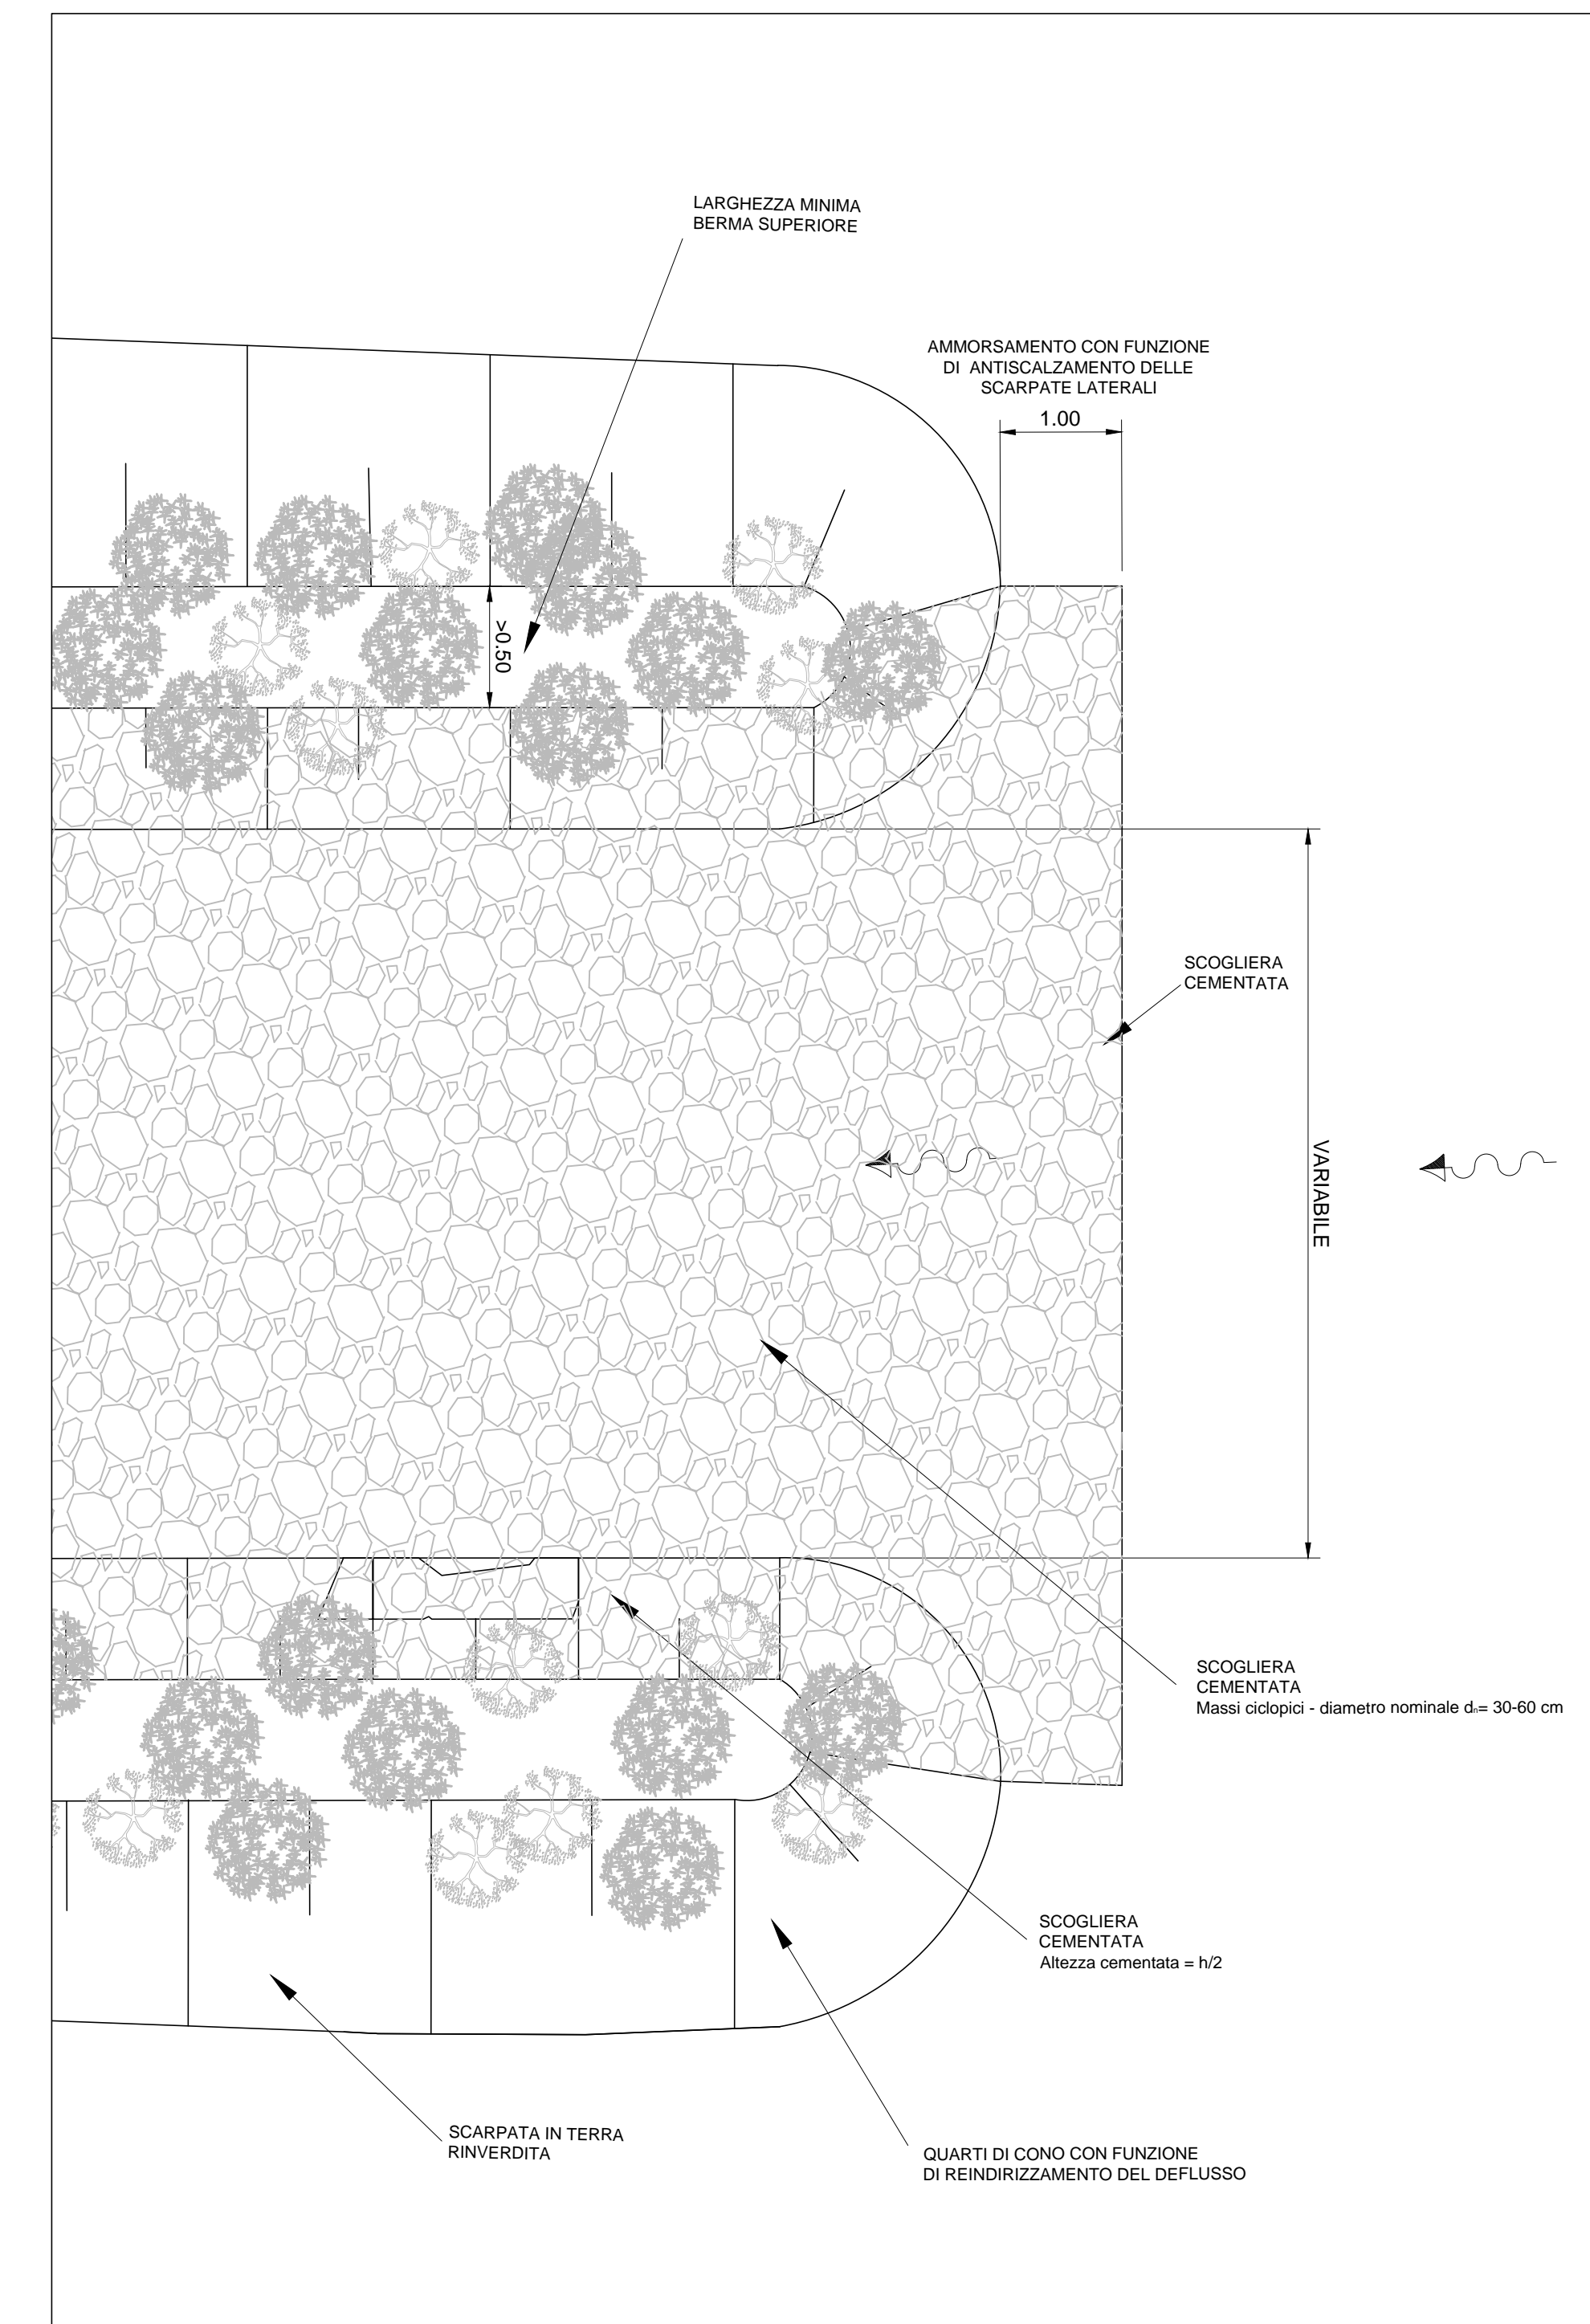 LARGHEZZA MINIMA
BERMA SUPERIORE
AMMORSAMENTO CON FUNZIONE
DI ANTISCALZAMENTO DELLE
SCARPATE LATERALI
1.00
>0.50
SCOGLIERA
CEMENTATA
VARIABILE
SCOGLIERA
CEMENTATA
Massi ciclopici - diametro nominale dn= 30-60 cm
SCOGLIERA
CEMENTATA
Altezza cementata = h/2
SCARPATA IN TERRA
RINVERDITA
QUARTI DI CONO CON FUNZIONE
DI REINDIRIZZAMENTO DEL DEFLUSSO